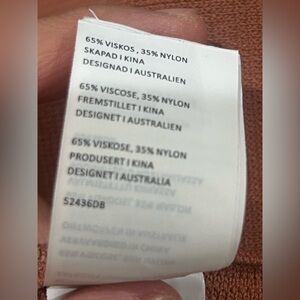 65% VISKOS , 35% NYLON
SKAPAD I KINA
DESIGNAD I AUSTRALIEN
65% VISCOSE, 35% NYLON
FREMSTILLET I KINA
DESIGNET I AUSTRALIEN
65% VISKOSE, 35% NYLON
PRODUSERT I KINA
DESIGNET I AUSTRALIA
52436DB